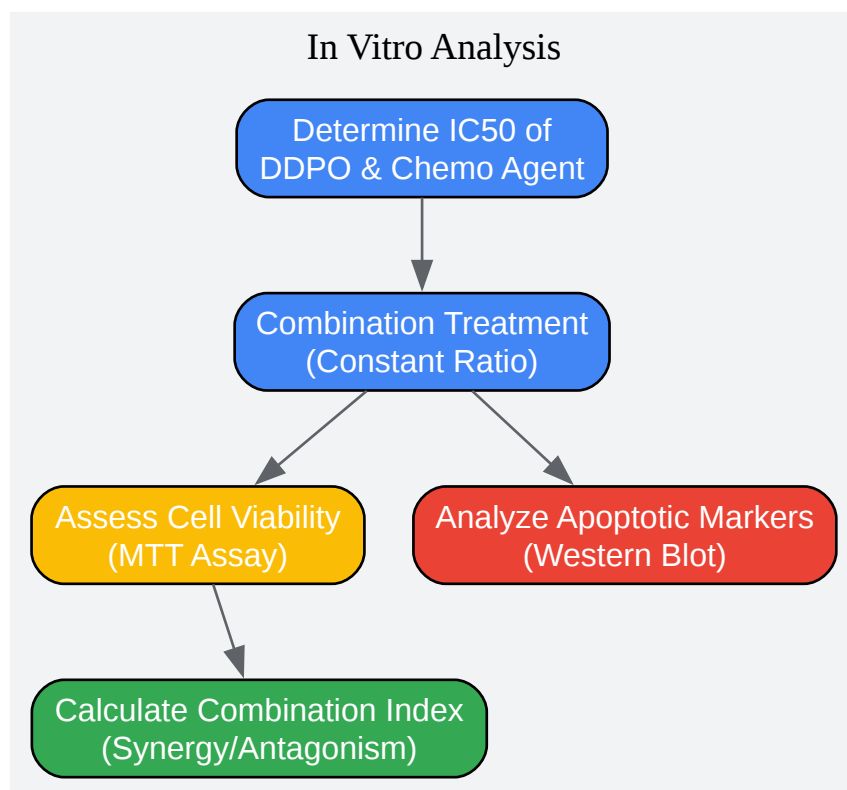 In Vitro Analysis
Determine IC50 of
DDPO & Chemo Agent
Combination Treatment
(Constant Ratio)
Assess Cell Viability
(MTT Assay)
Analyze Apoptotic Markers
(Western Blot)
Calculate Combination Index
(Synergy/Antagonism)